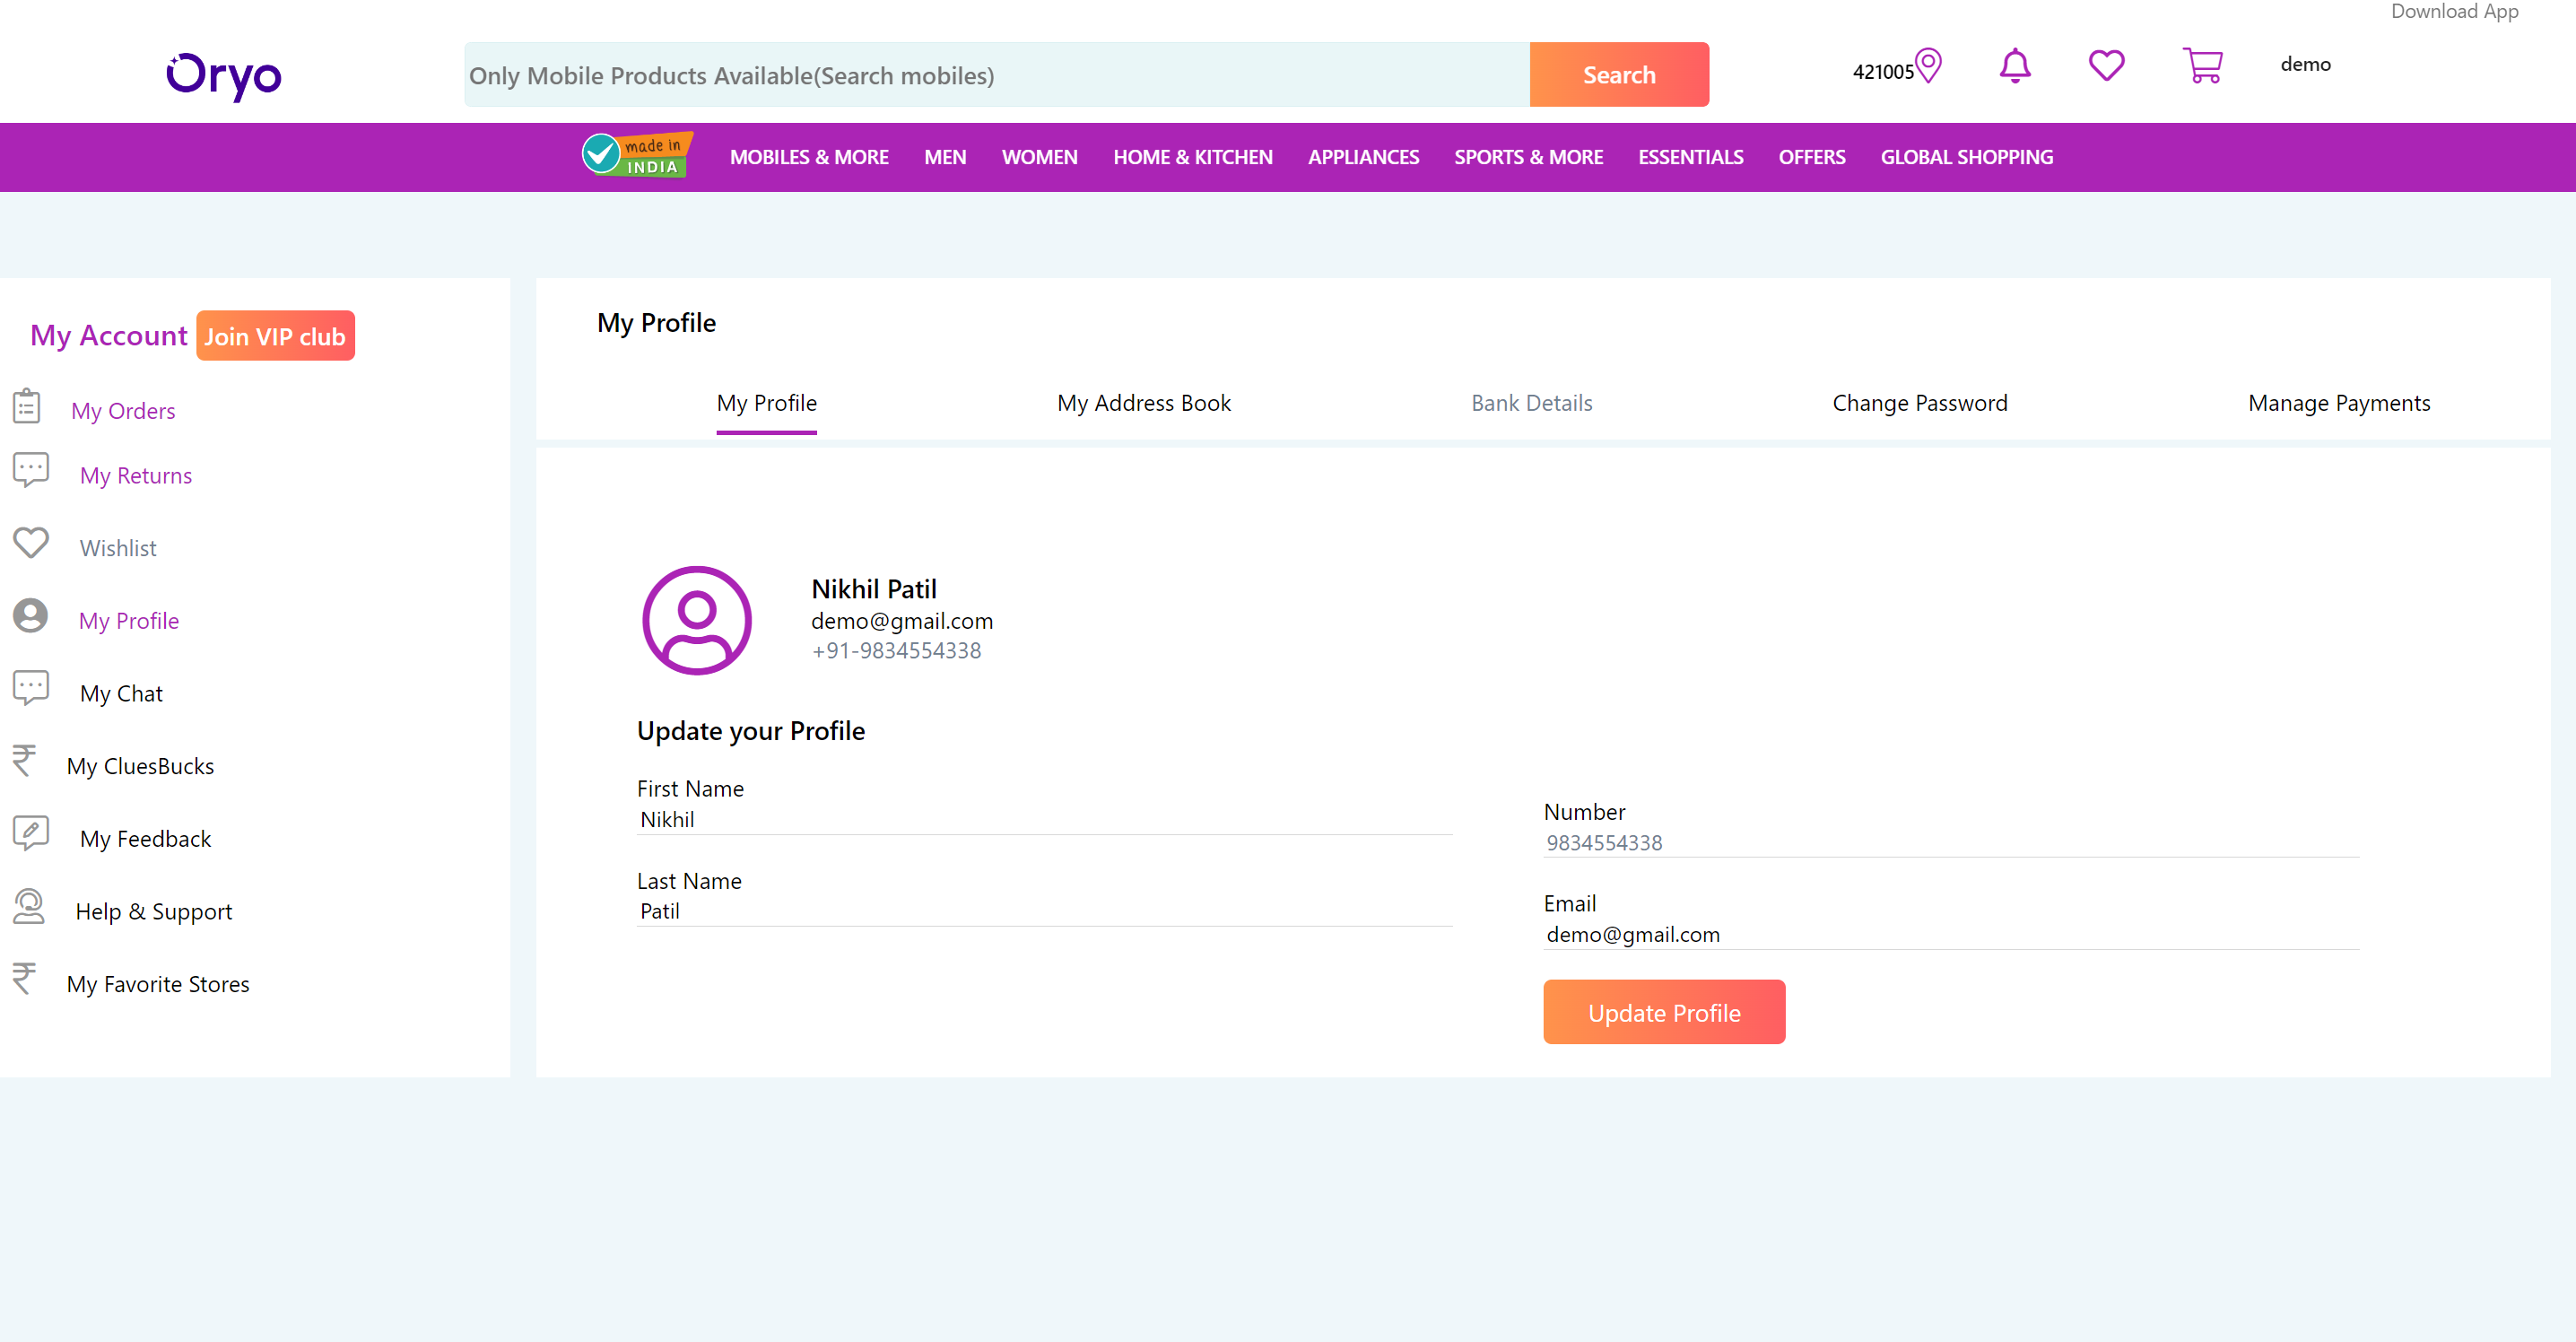 Download App
Oryo
Only Mobile Products Available(Search mobiles)
Search
421005
demo
made in
INDIA
MOBILES & MORE MEN WOMEN HOME & KITCHEN APPLIANCES SPORTS & MORE ESSENTIALS OFFERS GLOBAL SHOPPING
My Account Join VIP club
My Orders
My Returns
Wishlist
My Profile
My Chat
My CluesBucks
My Feedback
Help & Support
My Favorite Stores
My Profile
My Profile My Address Book Bank Details Change Password Manage Payments
Nikhil Patil
demo@gmail.com
+91-9834554338
Update your Profile
First Name
Nikhil
Last Name
Patil
Number
9834554338
Email
demo@gmail.com
Update Profile